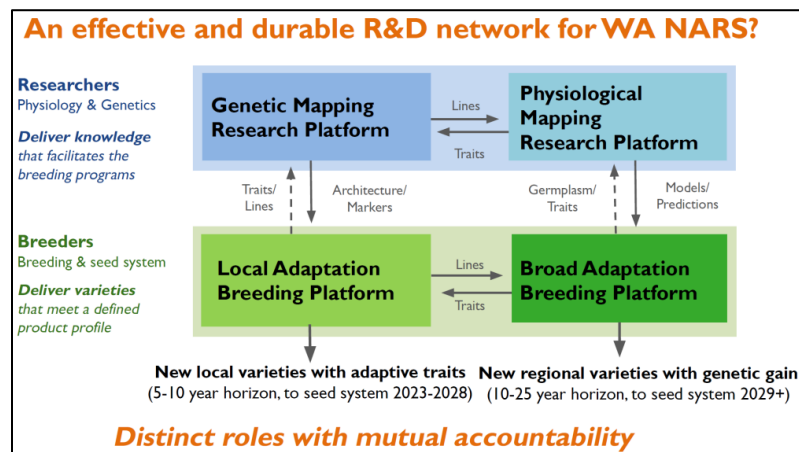 An effective and durable R&D network for WA NARS?
Researchers
Physiology & Genetics
Deliver knowledge
that facilitates the
breeding programs
Genetic Mapping
Research Platform
Lines
Traits
Physiological
Mapping
Research Platform
Traits/
Lines
Architecture/
Markers
Germplasm/
Traits
Models/
Predictions
Breeders
Breeding & seed system
Deliver varieties
that meet a defined
product profile
Local Adaptation
Breeding Platform
Lines
Traits
Broad Adaptation
Breeding Platform
New local varieties with adaptive traits
(5-10 year horizon, to seed system 2023-2028)
New regional varieties with genetic gain
(10-25 year horizon, to seed system 2029+)
Distinct roles with mutual accountability